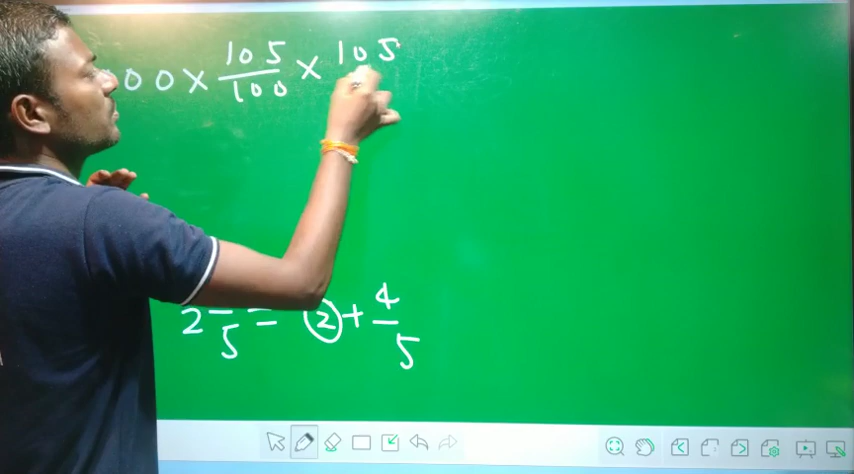 00 × 105/100 × 105
2 /5 = ② + 4/5